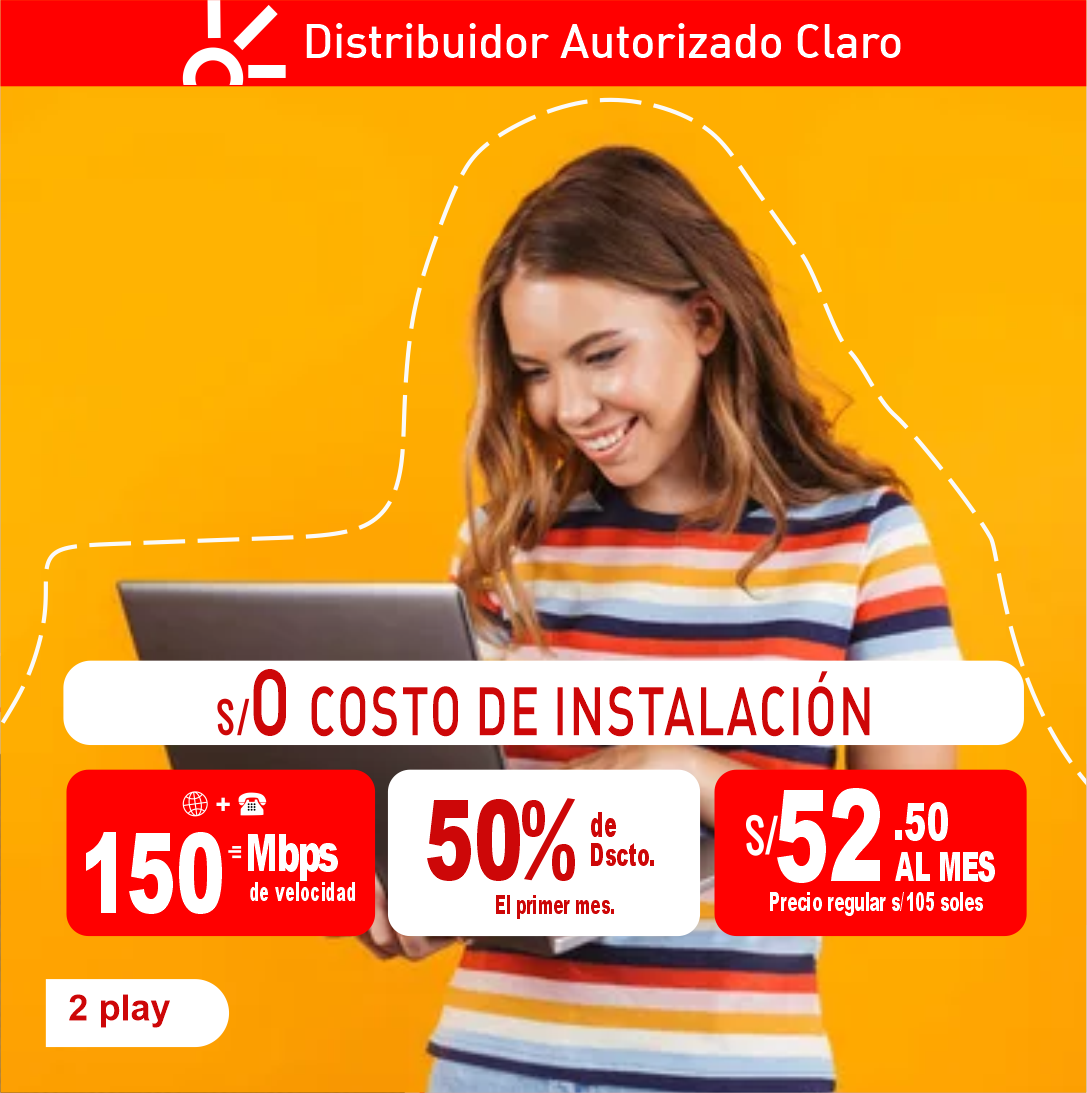 Distribuidor Autorizado Claro
s/0 COSTO DE INSTALACIÓN
+
150 = Mbps
de velocidad
50% de
Dscto.
El primer mes.
S/52.50
AL MES
Precio regular s/105 soles
2 play